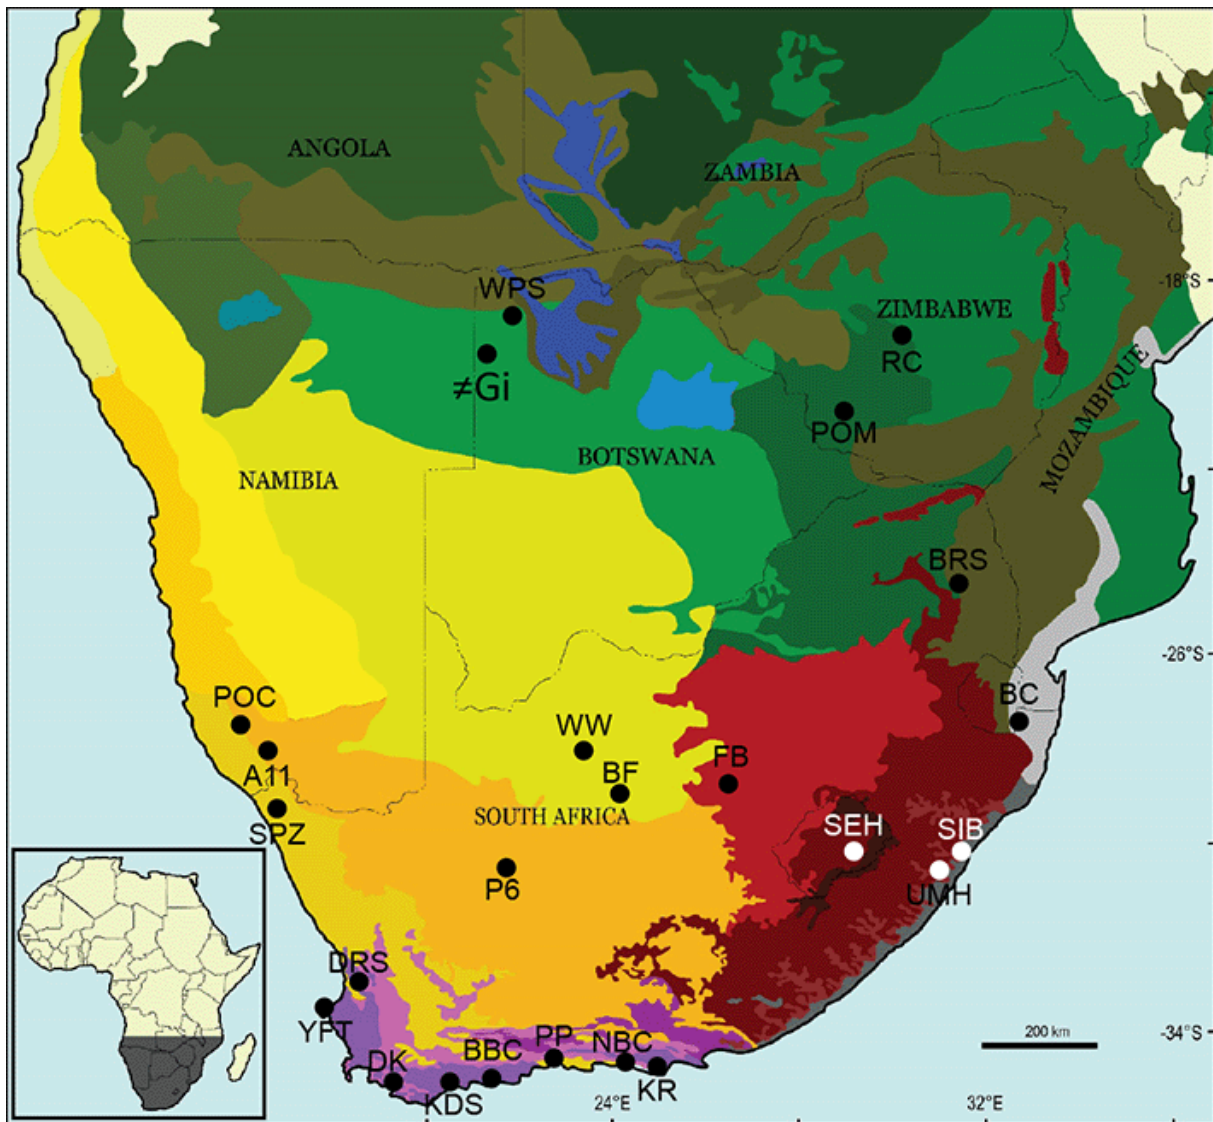 ANGOLA
ZAMBIA
WPS
-18°S
ZIMBABWE
RC
≠Gi
POM
MOZAMBIQUE
BOTSWANA
NAMIBIA
BRS
-26°S
POC
BC
WW
FB
A11
BF
SPZ
SOUTH AFRICA
SEH
SIB
P6
UMH
DRS
YFT
200 km
-34°S
PP
NBC
BBC
DK
KR
KDS
24°E
32°E